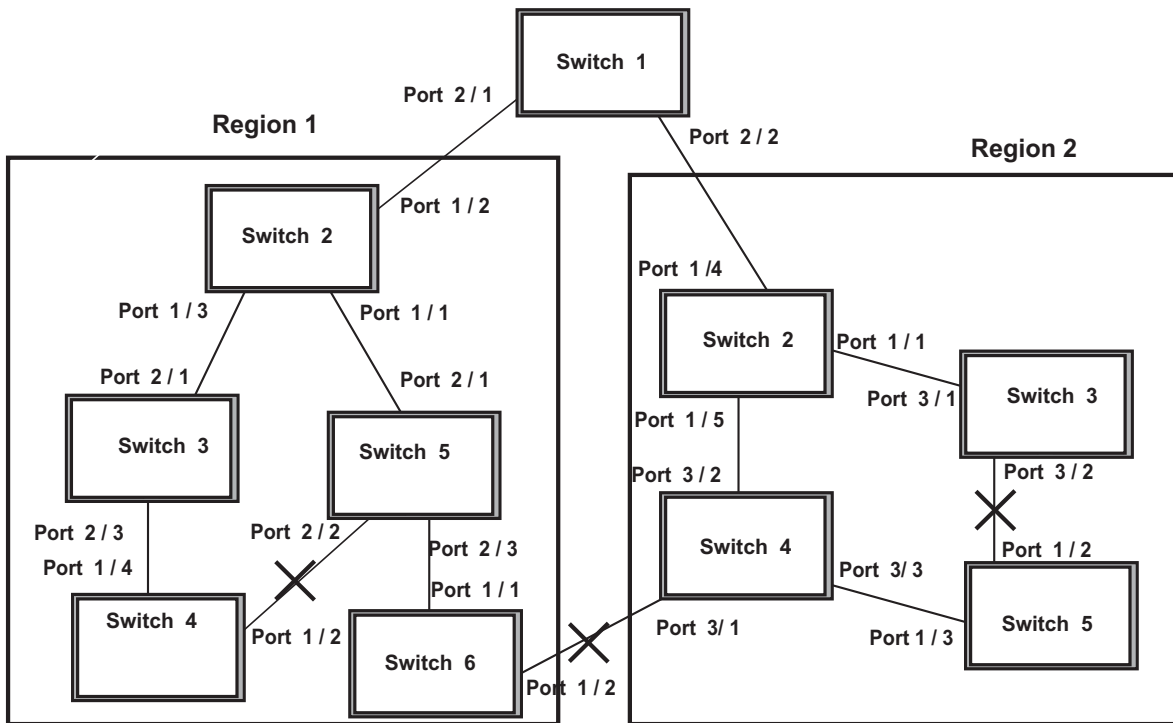 Switch 1
Port 2 / 1
Region 1
Port 2 / 2
Region 2
Port 1 / 2
Switch 2
Port 1 /4
Port 1 / 3
Port 1 / 1
Switch 2
Port 1 / 1
Port 2 / 1
Port 2 / 1
Port 3 / 1
Switch 3
Port 1 / 5
Switch 3
Switch 5
Port 3 / 2
Port 3 / 2
Port 2 / 3
Port 2 / 2
Port 2 / 3
Switch 4
Port 1 / 2
Port 1 / 4
Port 1 / 1
Port 3/ 3
Switch 4
Port 1 / 2
Port 3/ 1
Port 1 / 3
Switch 5
Switch 6
Port 1 / 2